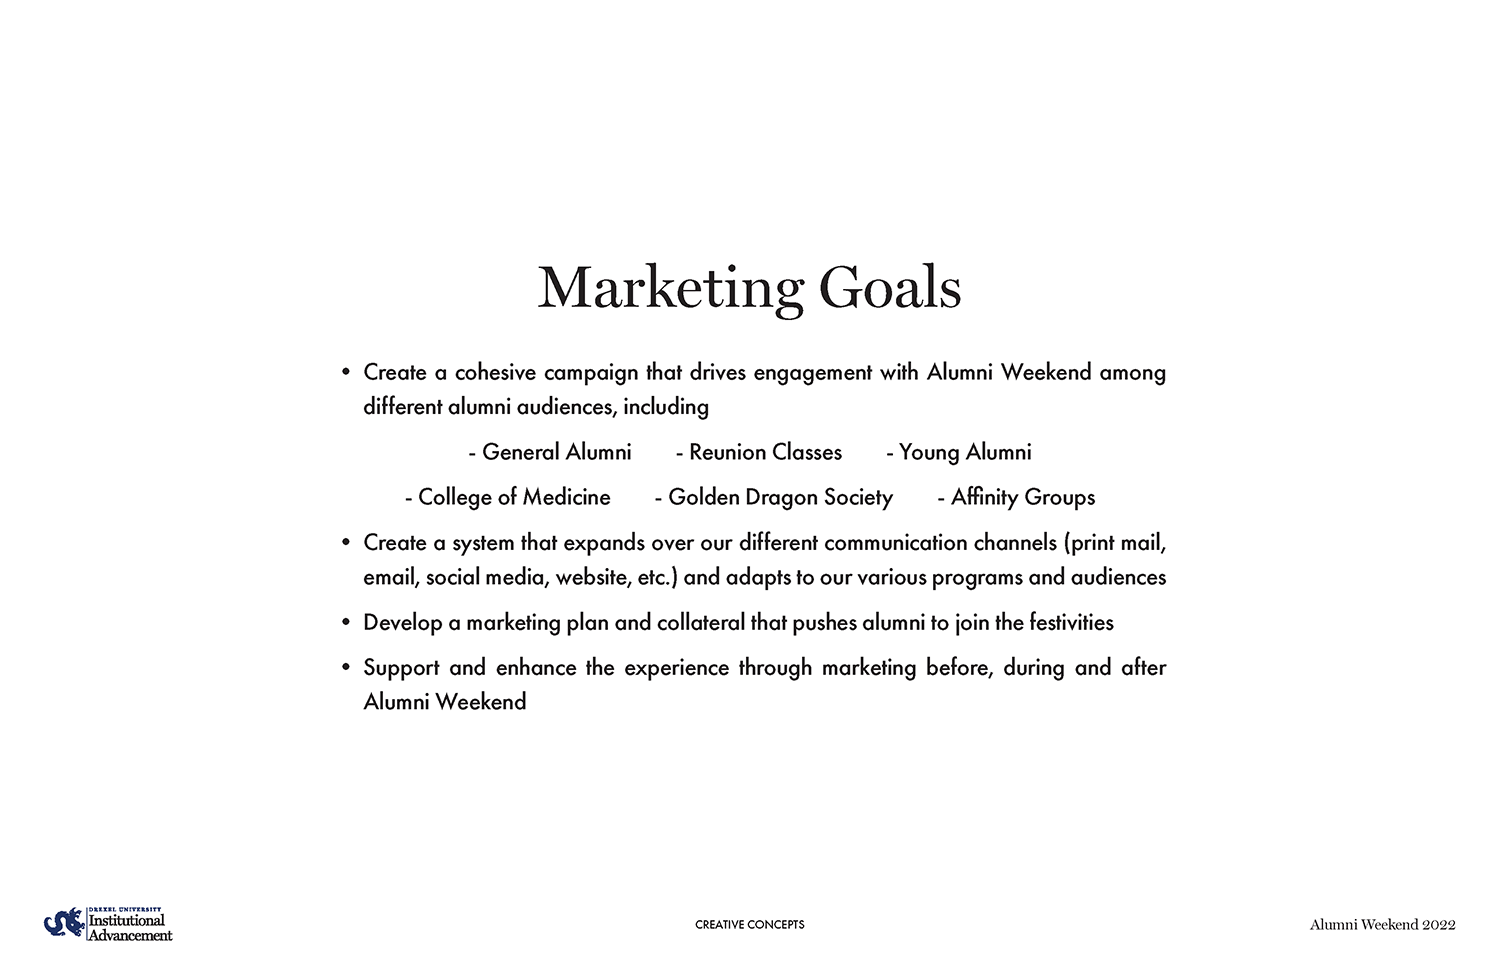 Marketing Goals
• Create a cohesive campaign that drives engagement with Alumni Weekend among
different alumni audiences, including
- General Alumni - Reunion Classes - Young Alumni
- College of Medicine - Golden Dragon Society - Affinity Groups
• Create a system that expands over our different communication channels (print mail,
email, social media, website, etc.) and adapts to our various programs and audiences
• Develop a marketing plan and collateral that pushes alumni to join the festivities
• Support and enhance the experience through marketing before, during and after
Alumni Weekend
DREXEL UNIVERSITY
Institutional
Advancement
CREATIVE CONCEPTS
Alumni Weekend 2022